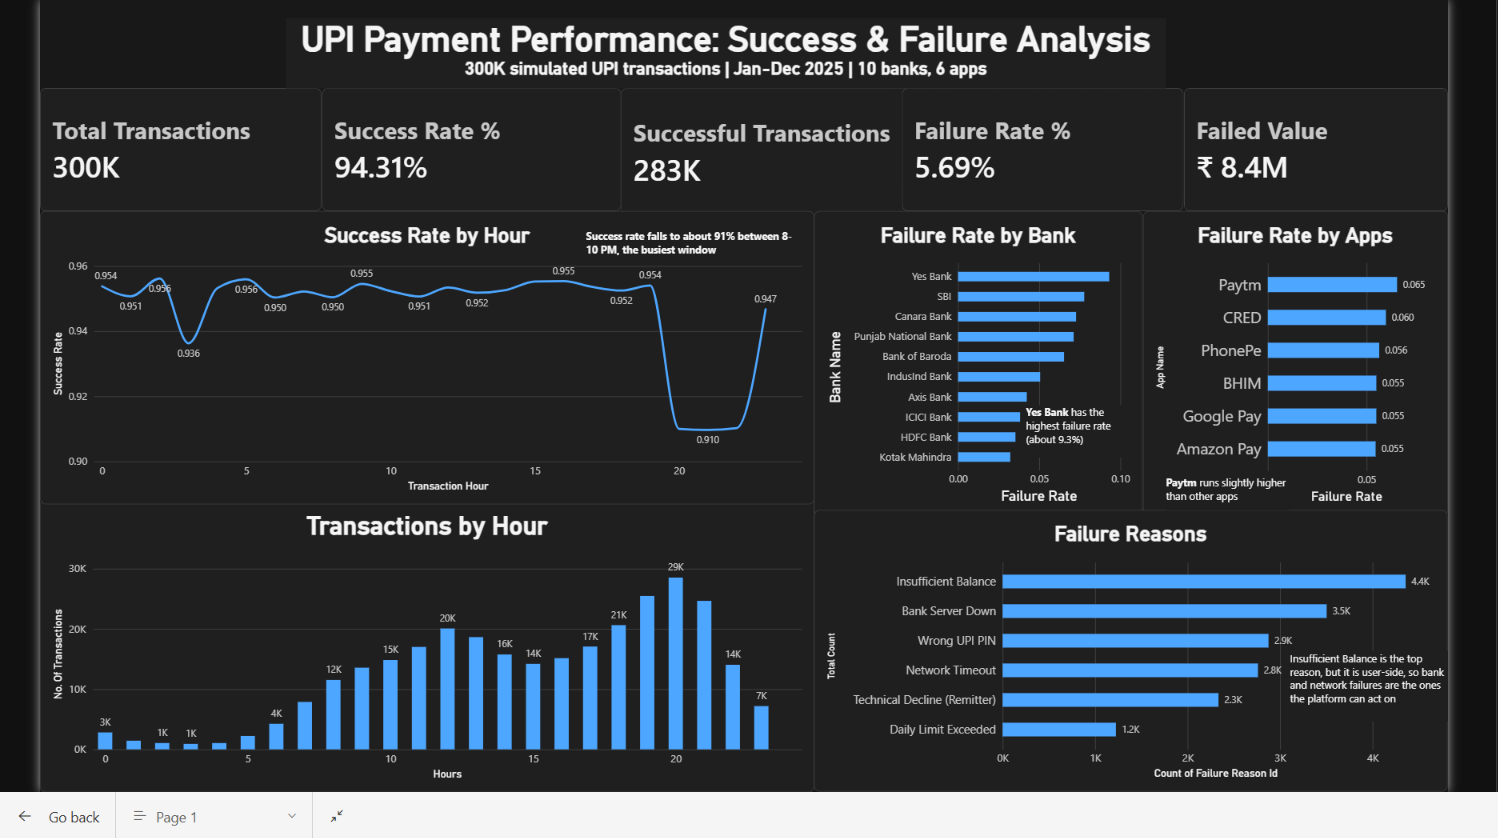 UPI Payment Performance: Success & Failure Analysis
300K simulated UPI transactions | Jan-Dec 2025 | 10 banks, 6 apps
Total Transactions
300K
Success Rate %
94.31%
Successful Transactions
283K
Failure Rate %
5.69%
Failed Value
₹ 8.4M
Success Rate by Hour
Success rate falls to about 91% between 8-
10 PM, the busiest window
Success Rate
0.96
0.94
0.92
0.90
0.954
0.951
0.956
0.936
0.956
0.950
0.950
0.955
0.951
0.952
0.955
0.952
0.954
0.910
0.947
0
5
10
15
20
Transaction Hour
Failure Rate by Bank
Bank Name
Yes Bank
SBI
Canara Bank
Punjab National Bank
Bank of Baroda
IndusInd Bank
Axis Bank
ICICI Bank
HDFC Bank
Kotak Mahindra
Yes Bank has the
highest failure rate
(about 9.3%)
0.00
0.05
0.10
Failure Rate
Failure Rate by Apps
App Name
Paytm
0.065
CRED
0.060
PhonePe
0.056
BHIM
0.055
Google Pay
0.055
Amazon Pay
0.055
0.05
Paytm runs slightly higher
than other apps
Failure Rate
Transactions by Hour
No. Of Transactions
30K
20K
10K
0K
3K
1K
1K
4K
12K
15K
20K
16K
14K
17K
21K
29K
14K
7K
0
5
10
15
20
Hours
Failure Reasons
Total Count
Insufficient Balance
4.4K
Bank Server Down
3.5K
Wrong UPI PIN
2.9K
Network Timeout
2.8K
Technical Decline (Remitter)
2.3K
Daily Limit Exceeded
1.2K
Insufficient Balance is the top
reason, but it is user-side, so bank
and network failures are the ones
the platform can act on
0K
1K
2K
3K
4K
Count of Failure Reason Id
Go back
Page 1